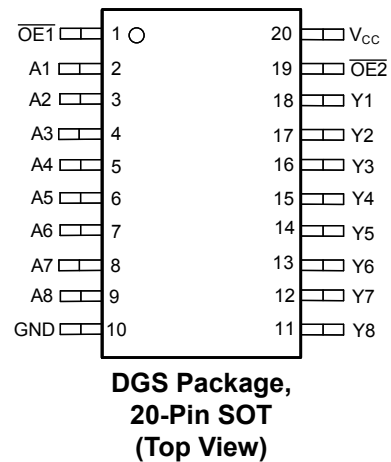 O̅E̅1̅ 1 20 VCC
A1 2 19 O̅E̅2̅
A2 3 18 Y1
A3 4 17 Y2
A4 5 16 Y3
A5 6 15 Y4
A6 7 14 Y5
A7 8 13 Y6
A8 9 12 Y7
GND 10 11 Y8
DGS Package,
20-Pin SOT
(Top View)